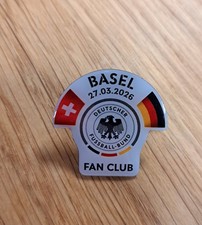 BASEL
27.03.2026
DEUTSCHER
FUSSBALL-BUND
FAN CLUB